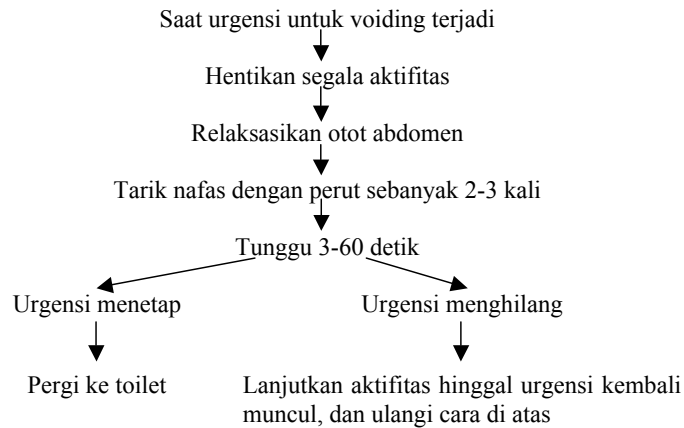 Saat urgensi untuk voiding terjadi
Hentikan segala aktifitas
Relaksasikan otot abdomen
Tarik nafas dengan perut sebanyak 2-3 kali
Tunggu 3-60 detik
Urgensi menetap
Urgensi menghilang
Pergi ke toilet
Lanjutkan aktifitas hinggal urgensi kembali
muncul, dan ulangi cara di atas